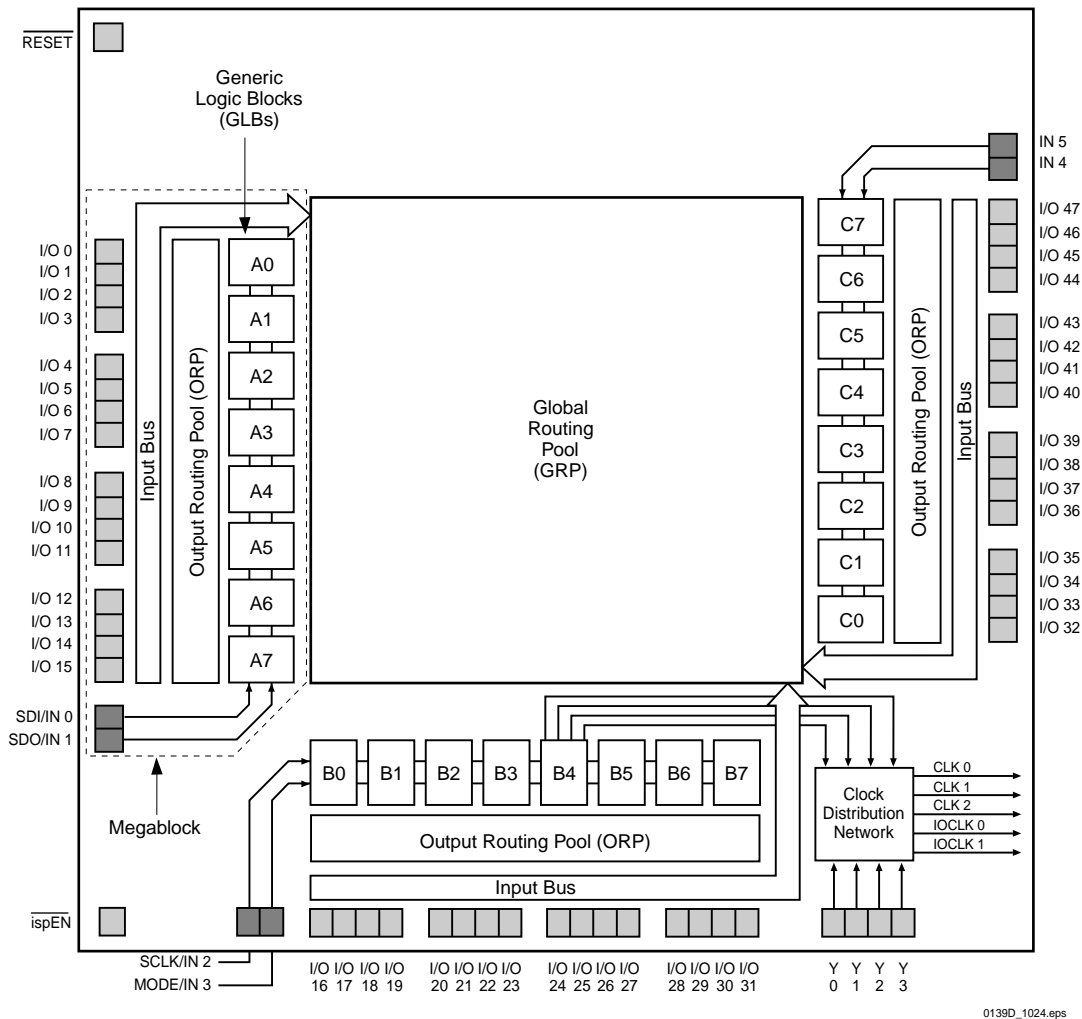 RESET
Generic
Logic Blocks
(GLBs)
IN 5
IN 4
I/O 0
I/O 1
I/O 2
I/O 3
I/O 4
I/O 5
I/O 6
I/O 7
I/O 8
I/O 9
I/O 10
I/O 11
I/O 12
I/O 13
I/O 14
I/O 15
SDI/IN 0
SDO/IN 1
Input Bus
Output Routing Pool (ORP)
A0
A1
A2
A3
A4
A5
A6
A7
Global
Routing
Pool
(GRP)
C7
C6
C5
C4
C3
C2
C1
C0
Output Routing Pool (ORP)
Input Bus
I/O 47
I/O 46
I/O 45
I/O 44
I/O 43
I/O 42
I/O 41
I/O 40
I/O 39
I/O 38
I/O 37
I/O 36
I/O 35
I/O 34
I/O 33
I/O 32
Megablock
B0 B1 B2 B3 B4 B5 B6 B7
Output Routing Pool (ORP)
Input Bus
Clock
Distribution
Network
CLK 0
CLK 1
CLK 2
IOCLK 0
IOCLK 1
ispEN
SCLK/IN 2
MODE/IN 3
I/O I/O I/O I/O I/O I/O I/O I/O I/O I/O I/O I/O I/O I/O I/O I/O Y Y Y Y
16 17 18 19 20 21 22 23 24 25 26 27 28 29 30 31 0 1 2 3
0139D_1024.eps